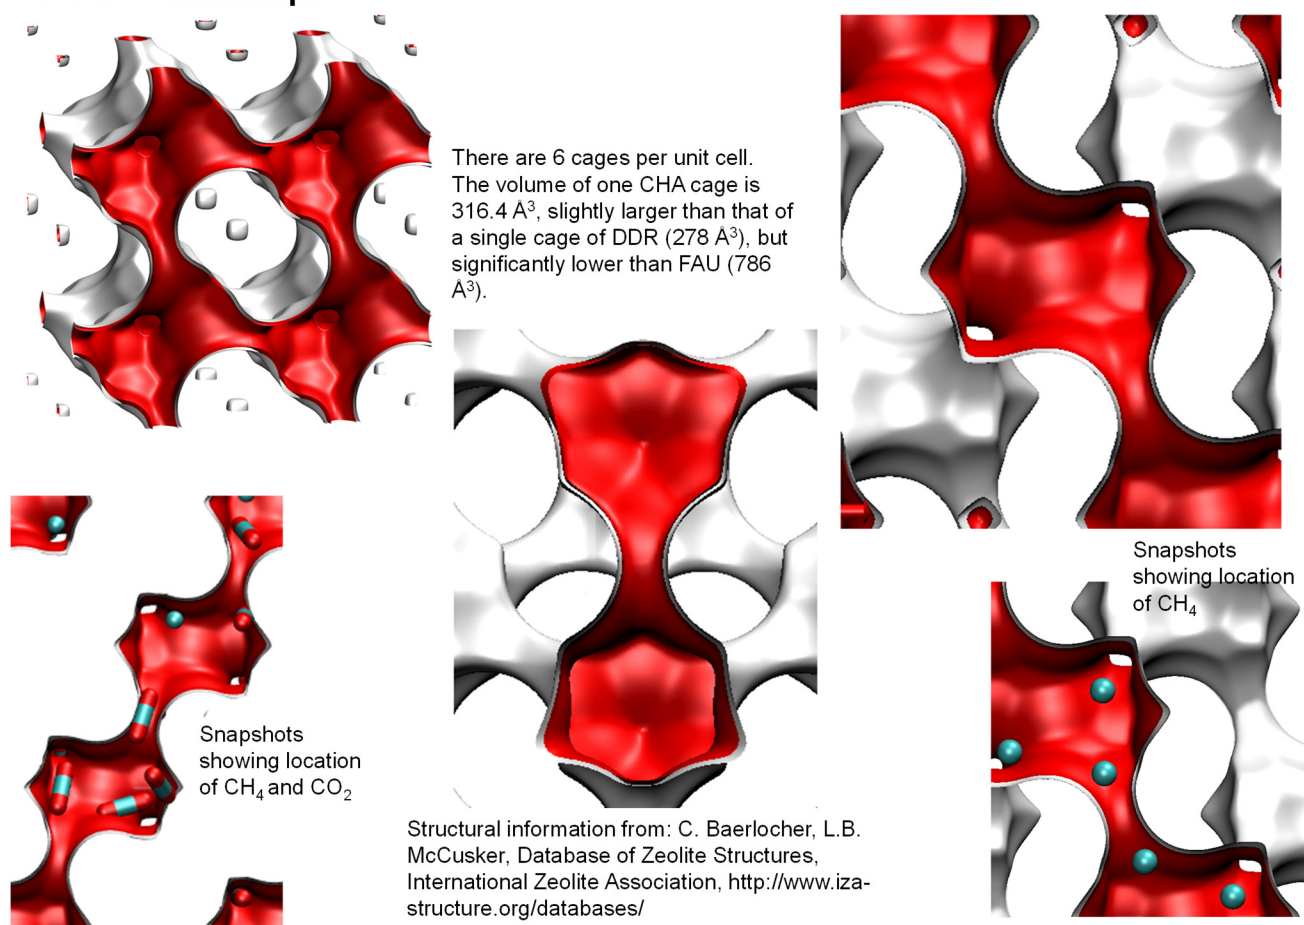 There are 6 cages per unit cell.
The volume of one CHA cage is
316.4 Å³, slightly larger than that of
a single cage of DDR (278 Å³), but
significantly lower than FAU (786
Å³).
Snapshots
showing location
of CH₄
Snapshots
showing location
of CH₄ and CO₂
Structural information from: C. Baerlocher, L.B.
McCusker, Database of Zeolite Structures,
International Zeolite Association, http://www.iza-
structure.org/databases/